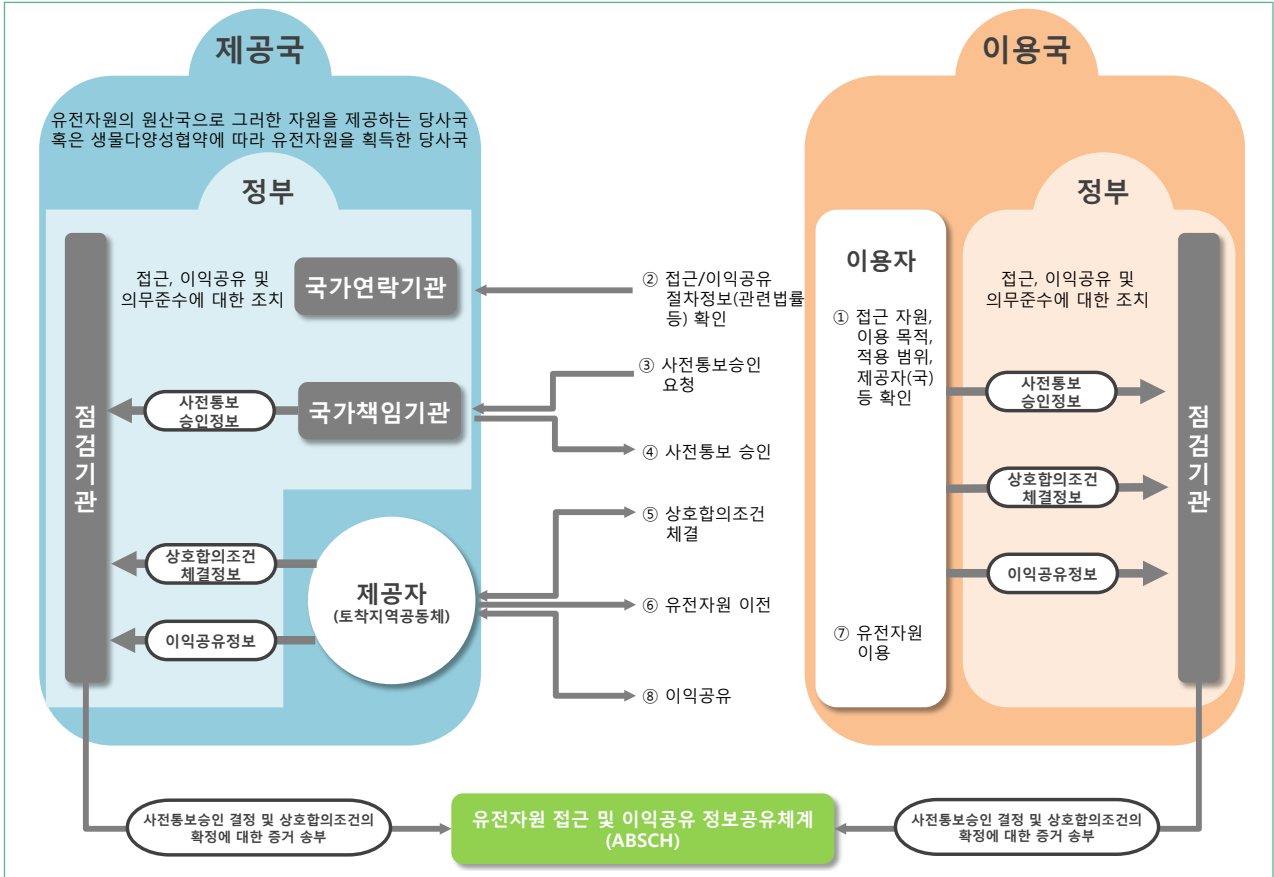 제공국
유전자원의 원산국으로 그러한 자원을 제공하는 당사국
혹은 생물다양성협약에 따라 유전자원을 획득한 당사국
정부
점검기관
접근, 이익공유 및
의무준수에 대한 조치
국가연락기관
국가책임기관
사전통보
승인정보
상호합의조건
체결정보
이익공유정보
제공자
(토착지역공동체)
② 접근/이익공유
절차정보(관련법률
등) 확인
③ 사전통보승인
요청
④ 사전통보 승인
⑤ 상호합의조건
체결
⑥ 유전자원 이전
⑧ 이익공유
이용국
이용자
① 접근 자원,
이용 목적,
적용 범위,
제공자(국)
등 확인
⑦ 유전자원
이용
정부
접근, 이익공유 및
의무준수에 대한 조치
사전통보
승인정보
상호합의조건
체결정보
이익공유정보
점검기관
사전통보승인 결정 및 상호합의조건의
확정에 대한 증거 송부
유전자원 접근 및 이익공유 정보공유체계
(ABSCH)
사전통보승인 결정 및 상호합의조건의
확정에 대한 증거 송부